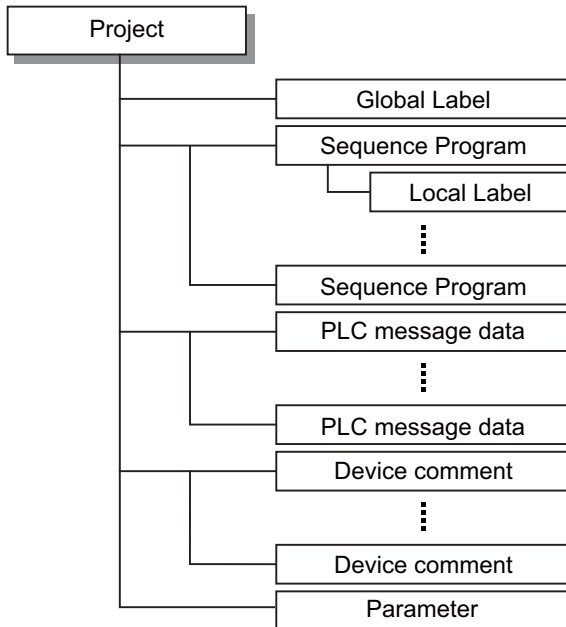 Project
Global Label
Sequence Program
Local Label
Sequence Program
PLC message data
PLC message data
Device comment
Device comment
Parameter